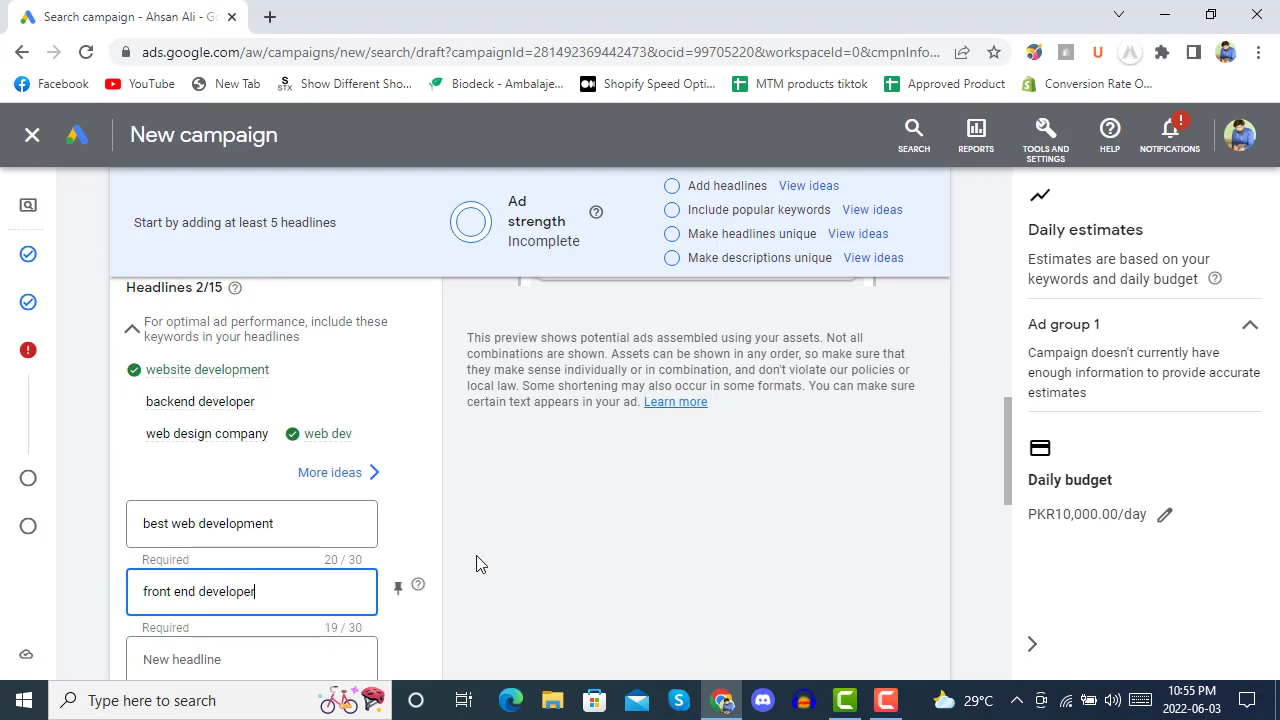 Search campaign - Ahsan Ali - Go
ads.google.com/aw/campaigns/new/search/draft?campaignId=281492369442473&ocid=99705220&workspaceId=0&cmpnInfo...
Facebook YouTube New Tab Show Different Sho... Biodeck - Ambalaje... Shopify Speed Opti... MTM products tiktok Approved Product Conversion Rate O...
New campaign
SEARCH
REPORTS
TOOLS AND
SETTINGS
HELP
NOTIFICATIONS
Start by adding at least 5 headlines
Ad
strength
Incomplete
Add headlines View ideas
Include popular keywords View ideas
Make headlines unique View ideas
Make descriptions unique View ideas
Headlines 2/15
For optimal ad performance, include these
keywords in your headlines
website development
backend developer
web design company web dev
More ideas
best web development
Required 20 / 30
front end developer
Required 19 / 30
New headline
This preview shows potential ads assembled using your assets. Not all
combinations are shown. Assets can be shown in any order, so make sure that
they make sense individually or in combination, and don't violate our policies or
local law. Some shortening may also occur in some formats. You can make sure
certain text appears in your ad. Learn more
Daily estimates
Estimates are based on your
keywords and daily budget
Ad group 1
Campaign doesn't currently have
enough information to provide accurate
estimates
Daily budget
PKR10,000.00/day
Type here to search
29°C
10:55 PM
2022-06-03